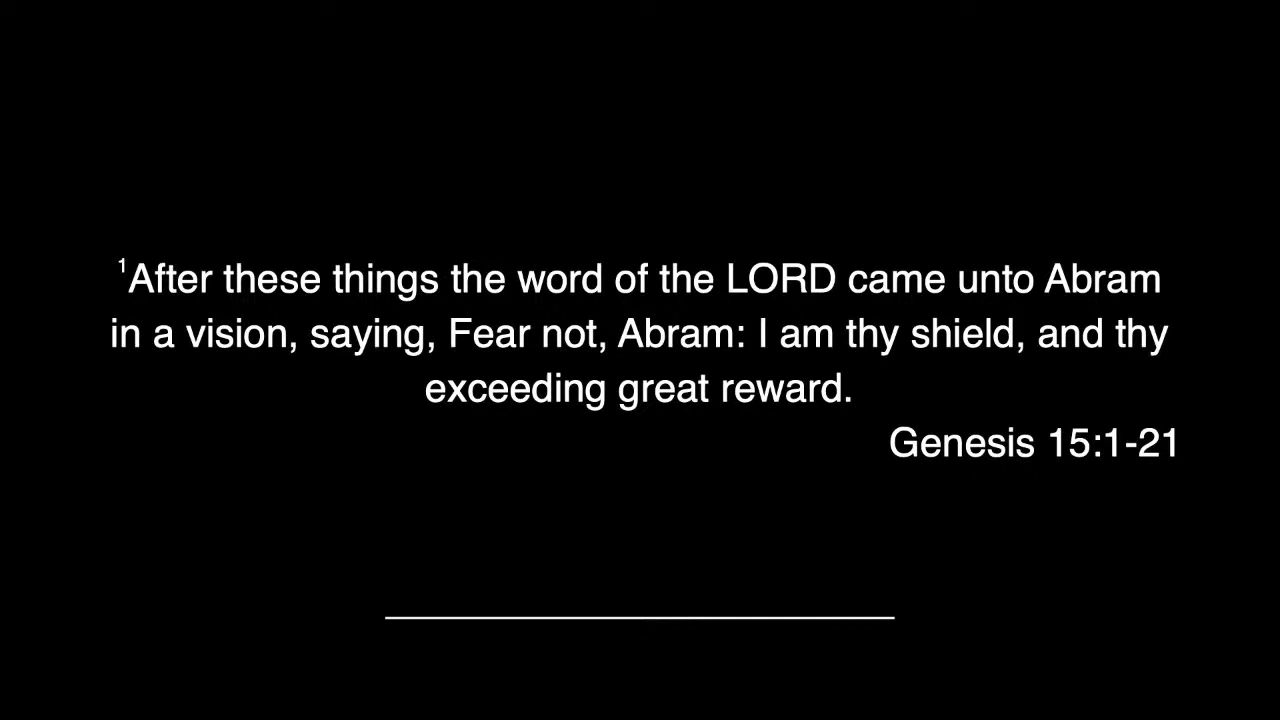 ¹After these things the word of the LORD came unto Abram
in a vision, saying, Fear not, Abram: I am thy shield, and thy
exceeding great reward.
Genesis 15:1-21